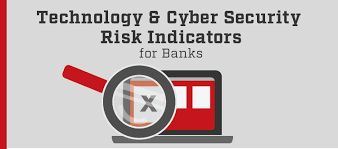 Technology & Cyber Security
Risk Indicators
for Banks
X